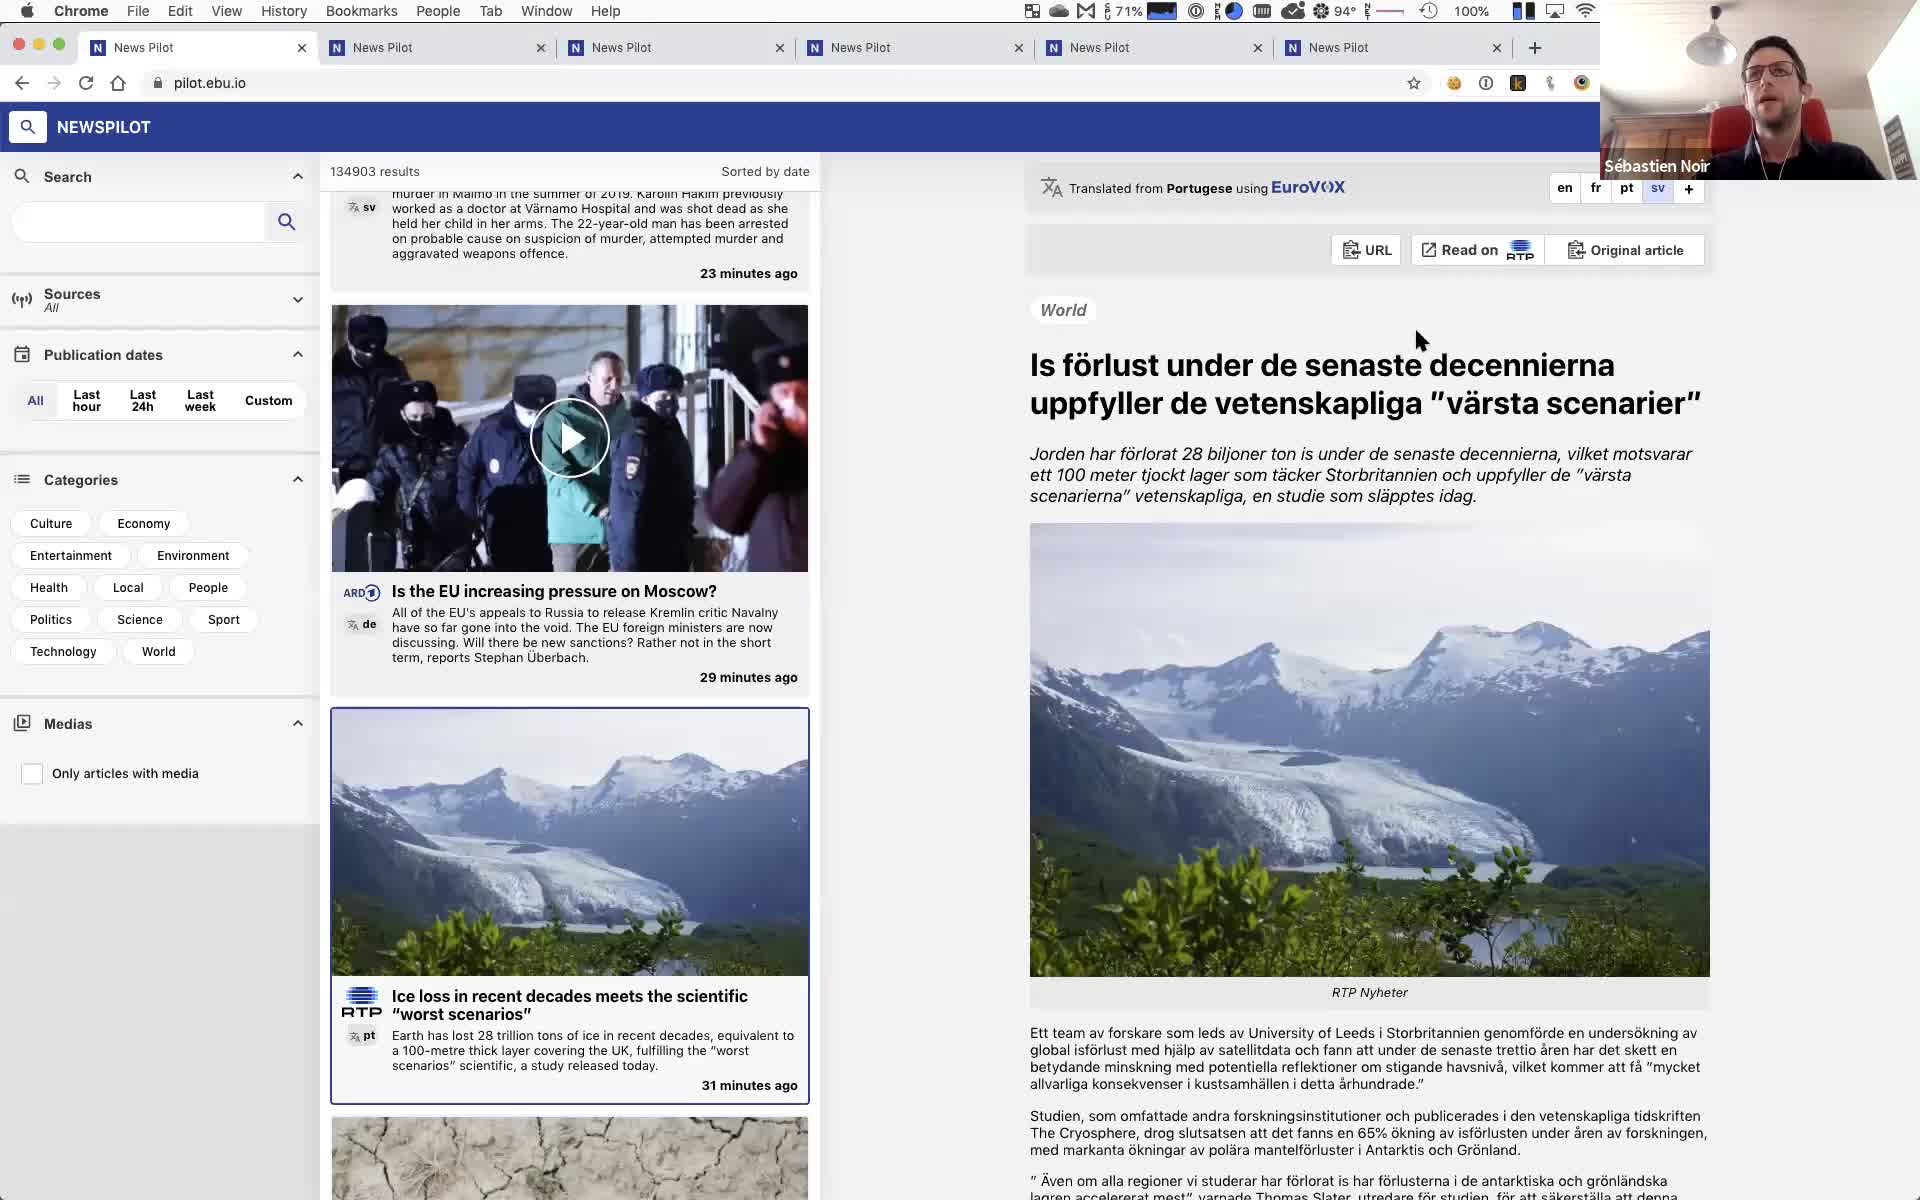 Chrome File Edit View History Bookmarks People Tab Window Help
71% 94° 100%
News Pilot News Pilot News Pilot News Pilot News Pilot News Pilot
pilot.ebu.io
NEWSPILOT
Sébastien Noir
Search
Sources
All
Publication dates
All
Last hour
Last 24h
Last week
Custom
Categories
Culture Economy
Entertainment Environment
Health Local People
Politics Science Sport
Technology World
Medias
Only articles with media
134903 results Sorted by date
murder in Malmö in the summer of 2019. Karolin Hakim previously
sv worked as a doctor at Värnamo Hospital and was shot dead as she
held her child in her arms. The 22-year-old man has been arrested
on probable cause on suspicion of murder, attempted murder and
aggravated weapons offence.
23 minutes ago
ARD Is the EU increasing pressure on Moscow?
All of the EU's appeals to Russia to release Kremlin critic Navalny
de have so far gone into the void. The EU foreign ministers are now
discussing. Will there be new sanctions? Rather not in the short
term, reports Stephan Überbach.
29 minutes ago
Ice loss in recent decades meets the scientific
RTP “worst scenarios”
pt Earth has lost 28 trillion tons of ice in recent decades, equivalent to
a 100-metre thick layer covering the UK, fulfilling the “worst
scenarios” scientific, a study released today.
31 minutes ago
Translated from Portugese using EuroVOX
en fr pt sv +
URL Read on RTP Original article
World
Is förlust under de senaste decennierna
uppfyller de vetenskapliga ”värsta scenarier”
Jorden har förlorat 28 biljoner ton is under de senaste decennierna, vilket motsvarar
ett 100 meter tjockt lager som täcker Storbritannien och uppfyller de ”värsta
scenarierna” vetenskapliga, en studie som släpptes idag.
RTP Nyheter
Ett team av forskare som leds av University of Leeds i Storbritannien genomförde en undersökning av
global isförlust med hjälp av satellitdata och fann att under de senaste trettio åren har det skett en
betydande minskning med potentiella reflektioner om stigande havsnivå, vilket kommer att få ”mycket
allvarliga konsekvenser i kustsamhällen i detta århundrade.”
Studien, som omfattade andra forskningsinstitutioner och publicerades i den vetenskapliga tidskriften
The Cryosphere, drog slutsatsen att det fanns en 65% ökning av isförlusten under åren av forskningen,
med markanta ökningar av polära mantelförluster i Antarktis och Grönland.
” Även om alla regioner vi studerar har förlorat is har förlusterna i de antarktiska och grönländska
lagren accelererat mest”, varnade Thomas Slater, utredare för studien, för att säkerställa att denna